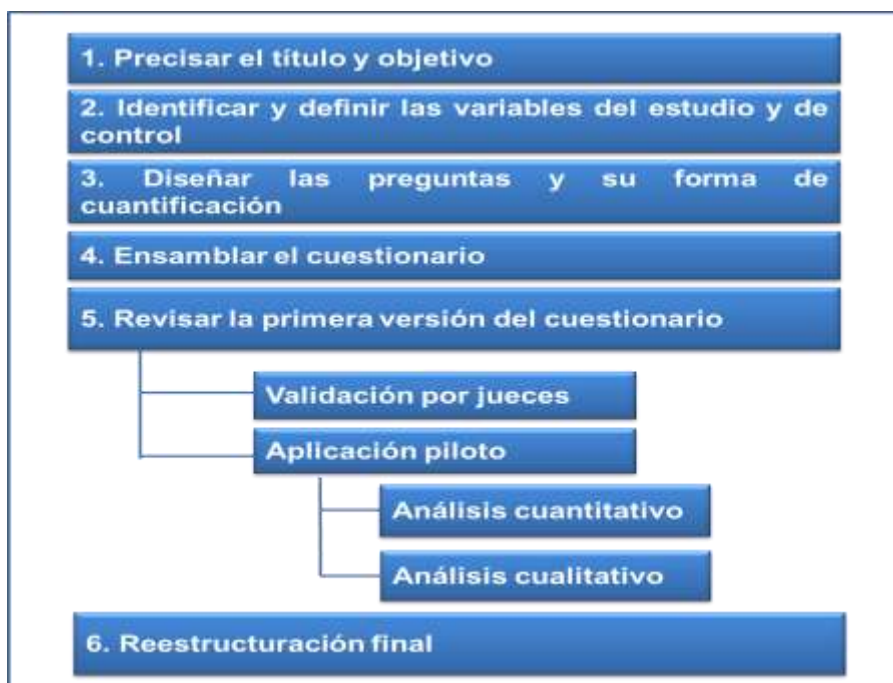 1. Precisar el título y objetivo
2. Identificar y definir las variables del estudio y de
control
3. Diseñar las preguntas y su forma de
cuantificación
4. Ensamblar el cuestionario
5. Revisar la primera versión del cuestionario
Validación por jueces
Aplicación piloto
Análisis cuantitativo
Análisis cualitativo
6. Reestructuración final